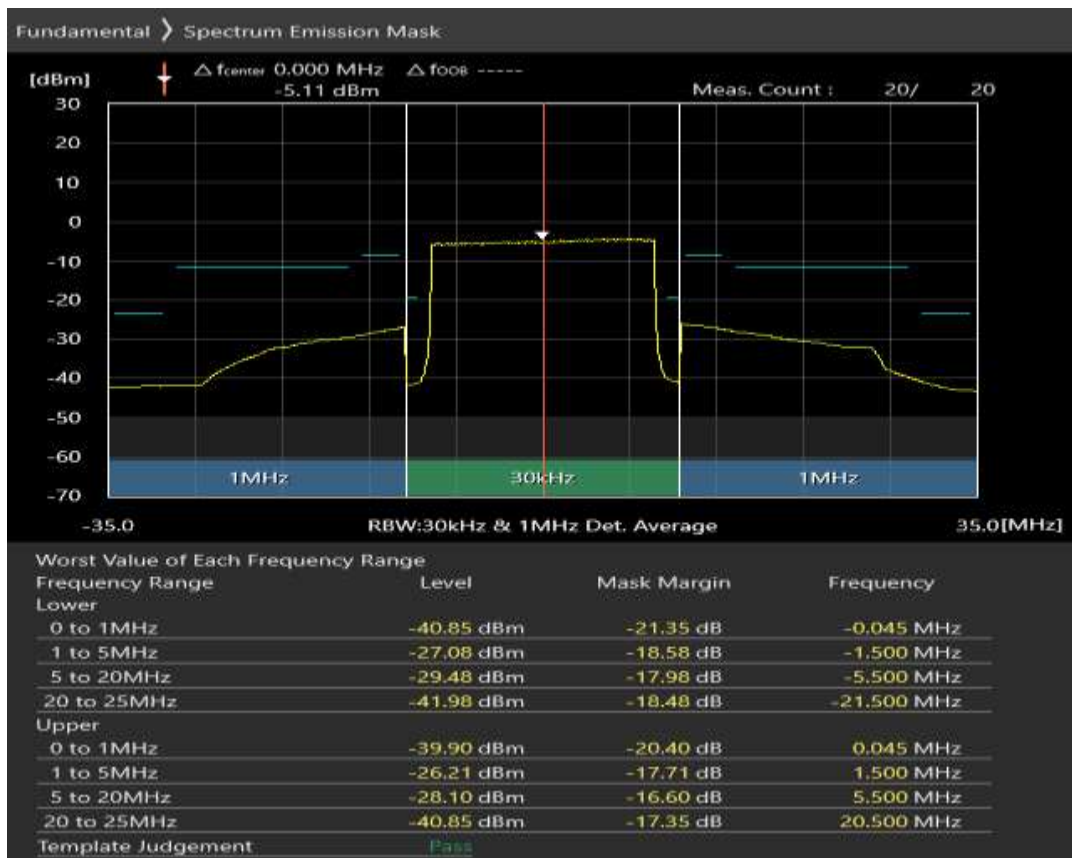 Fundamental ❭ Spectrum Emission Mask
[dBm] △ fcenter 0.000 MHz △ fOOB -----
-5.11 dBm Meas. Count : 20/ 20
30
20
10
0
-10
-20
-30
-40
-50
-60
-70
1MHz 30kHz 1MHz
-35.0 RBW:30kHz & 1MHz Det. Average 35.0[MHz]
Worst Value of Each Frequency Range
Frequency Range Level Mask Margin Frequency
Lower
0 to 1MHz -40.85 dBm -21.35 dB -0.045 MHz
1 to 5MHz -27.08 dBm -18.58 dB -1.500 MHz
5 to 20MHz -29.48 dBm -17.98 dB -5.500 MHz
20 to 25MHz -41.98 dBm -18.48 dB -21.500 MHz
Upper
0 to 1MHz -39.90 dBm -20.40 dB 0.045 MHz
1 to 5MHz -26.21 dBm -17.71 dB 1.500 MHz
5 to 20MHz -28.10 dBm -16.60 dB 5.500 MHz
20 to 25MHz -40.85 dBm -17.35 dB 20.500 MHz
Template Judgement Pass